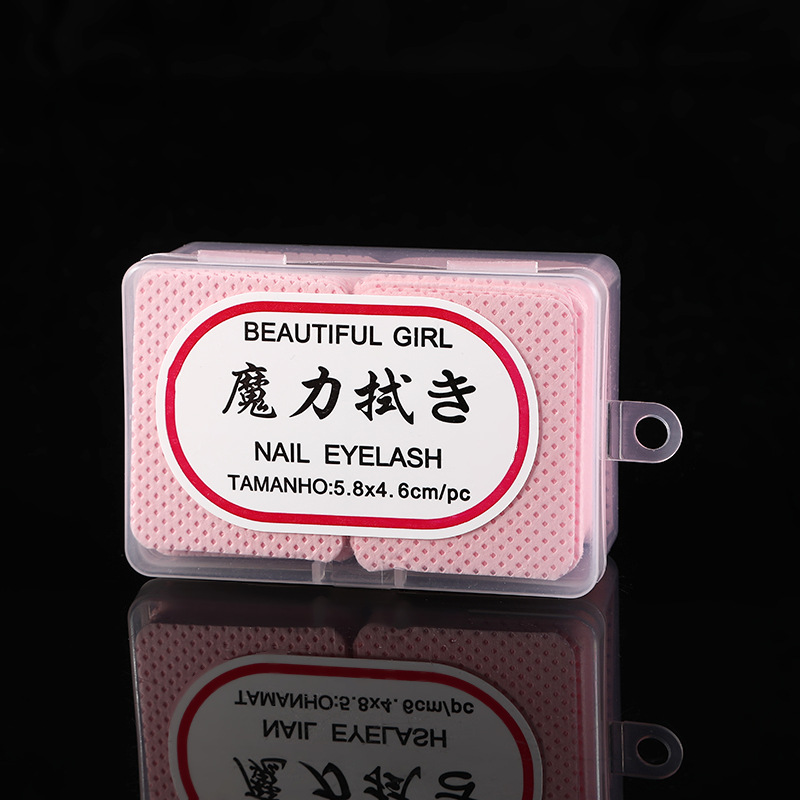 BEAUTIFUL GIRL
魔力拭き
NAIL EYELASH
TAMANHO:5.8x4.6cm/pc